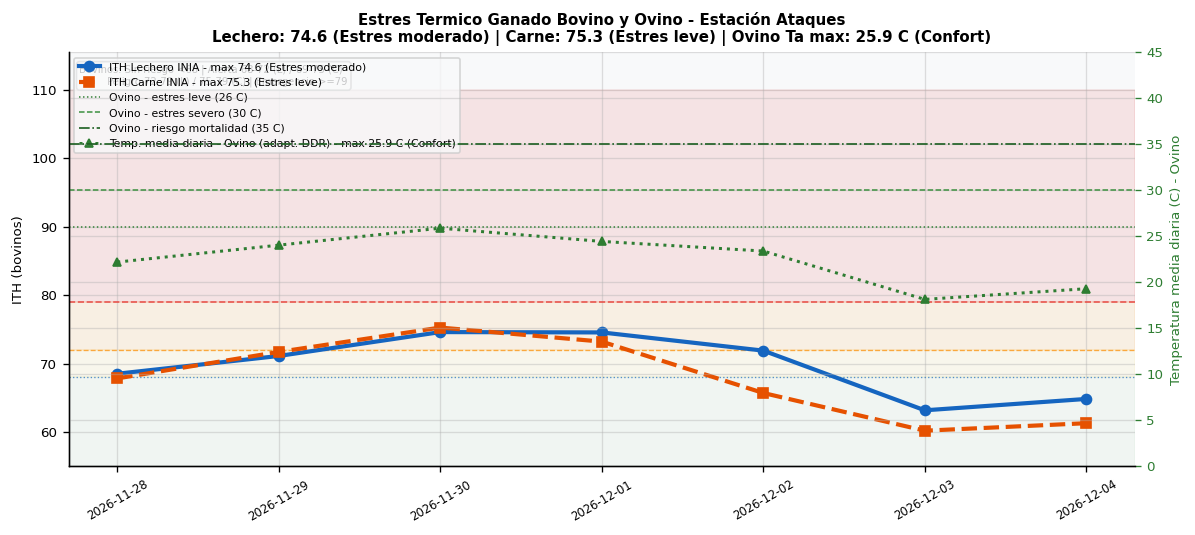 Estres Termico Ganado Bovino y Ovino - Estación Ataques
Lechero: 74.6 (Estres moderado) | Carne: 75.3 (Estres leve) | Ovino Ta max: 25.9 C (Confort)
ITH Lechero INIA - max 74.6 (Estres moderado)
ITH Carne INIA - max 75.3 (Estres leve)
Ovino - estres leve (26 C)
Ovino - estres severo (30 C)
Ovino - riesgo mortalidad (35 C)
Temp. media diaria - Ovino (adapt. DDR) - max 25.9 C (Confort)
ITH (bovinos)
110
100
90
80
70
60
Temperatura media diaria (C) - Ovino
45
40
35
30
25
20
15
10
5
0
2026-11-28
2026-11-29
2026-11-30
2026-12-01
2026-12-02
2026-12-03
2026-12-04